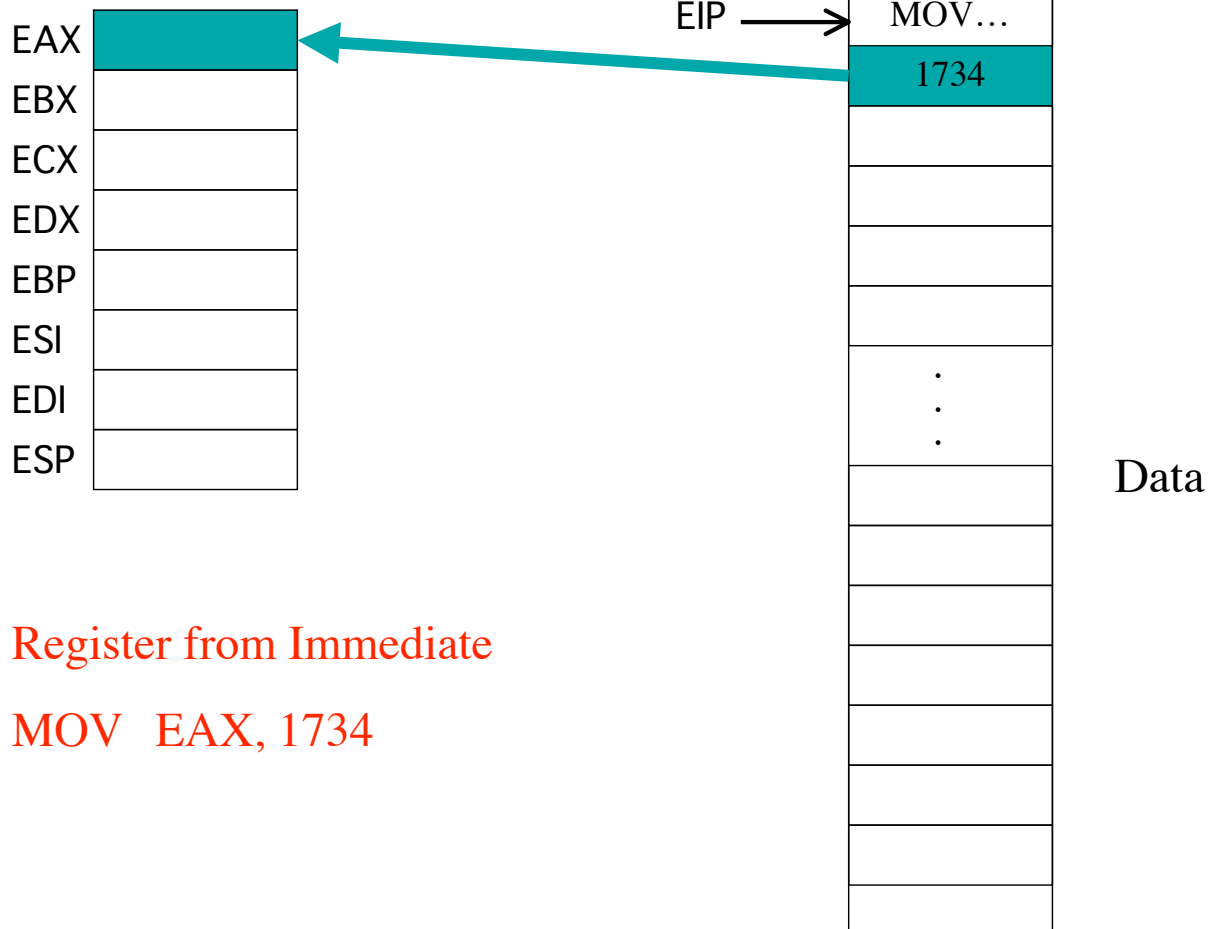 EIP
MOV…
EAX
1734
EBX
ECX
EDX
EBP
ESI
EDI
ESP
.
.
.
Data
Register from Immediate
MOV EAX, 1734